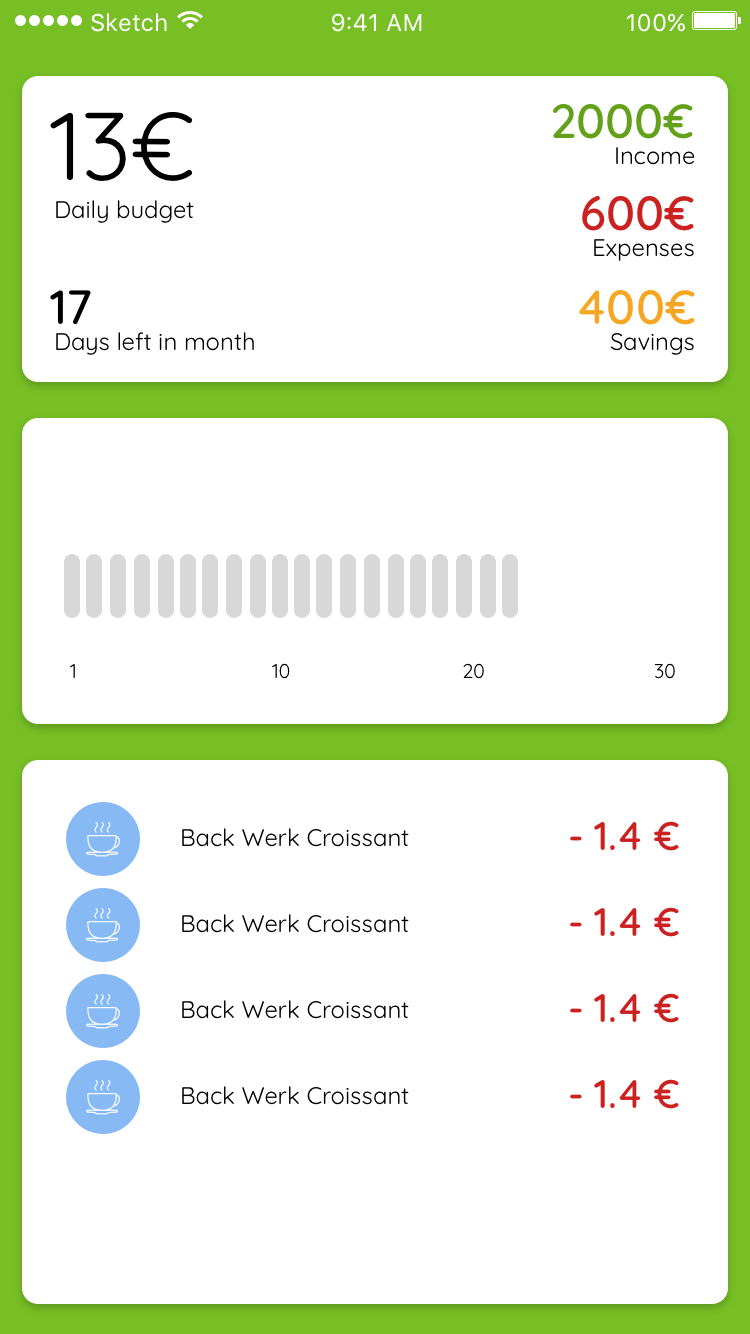 Sketch 9:41 AM 100%
13€
Daily budget
17
Days left in month
2000€
Income
600€
Expenses
400€
Savings
1 10 20 30
Back Werk Croissant - 1.4 €
Back Werk Croissant - 1.4 €
Back Werk Croissant - 1.4 €
Back Werk Croissant - 1.4 €